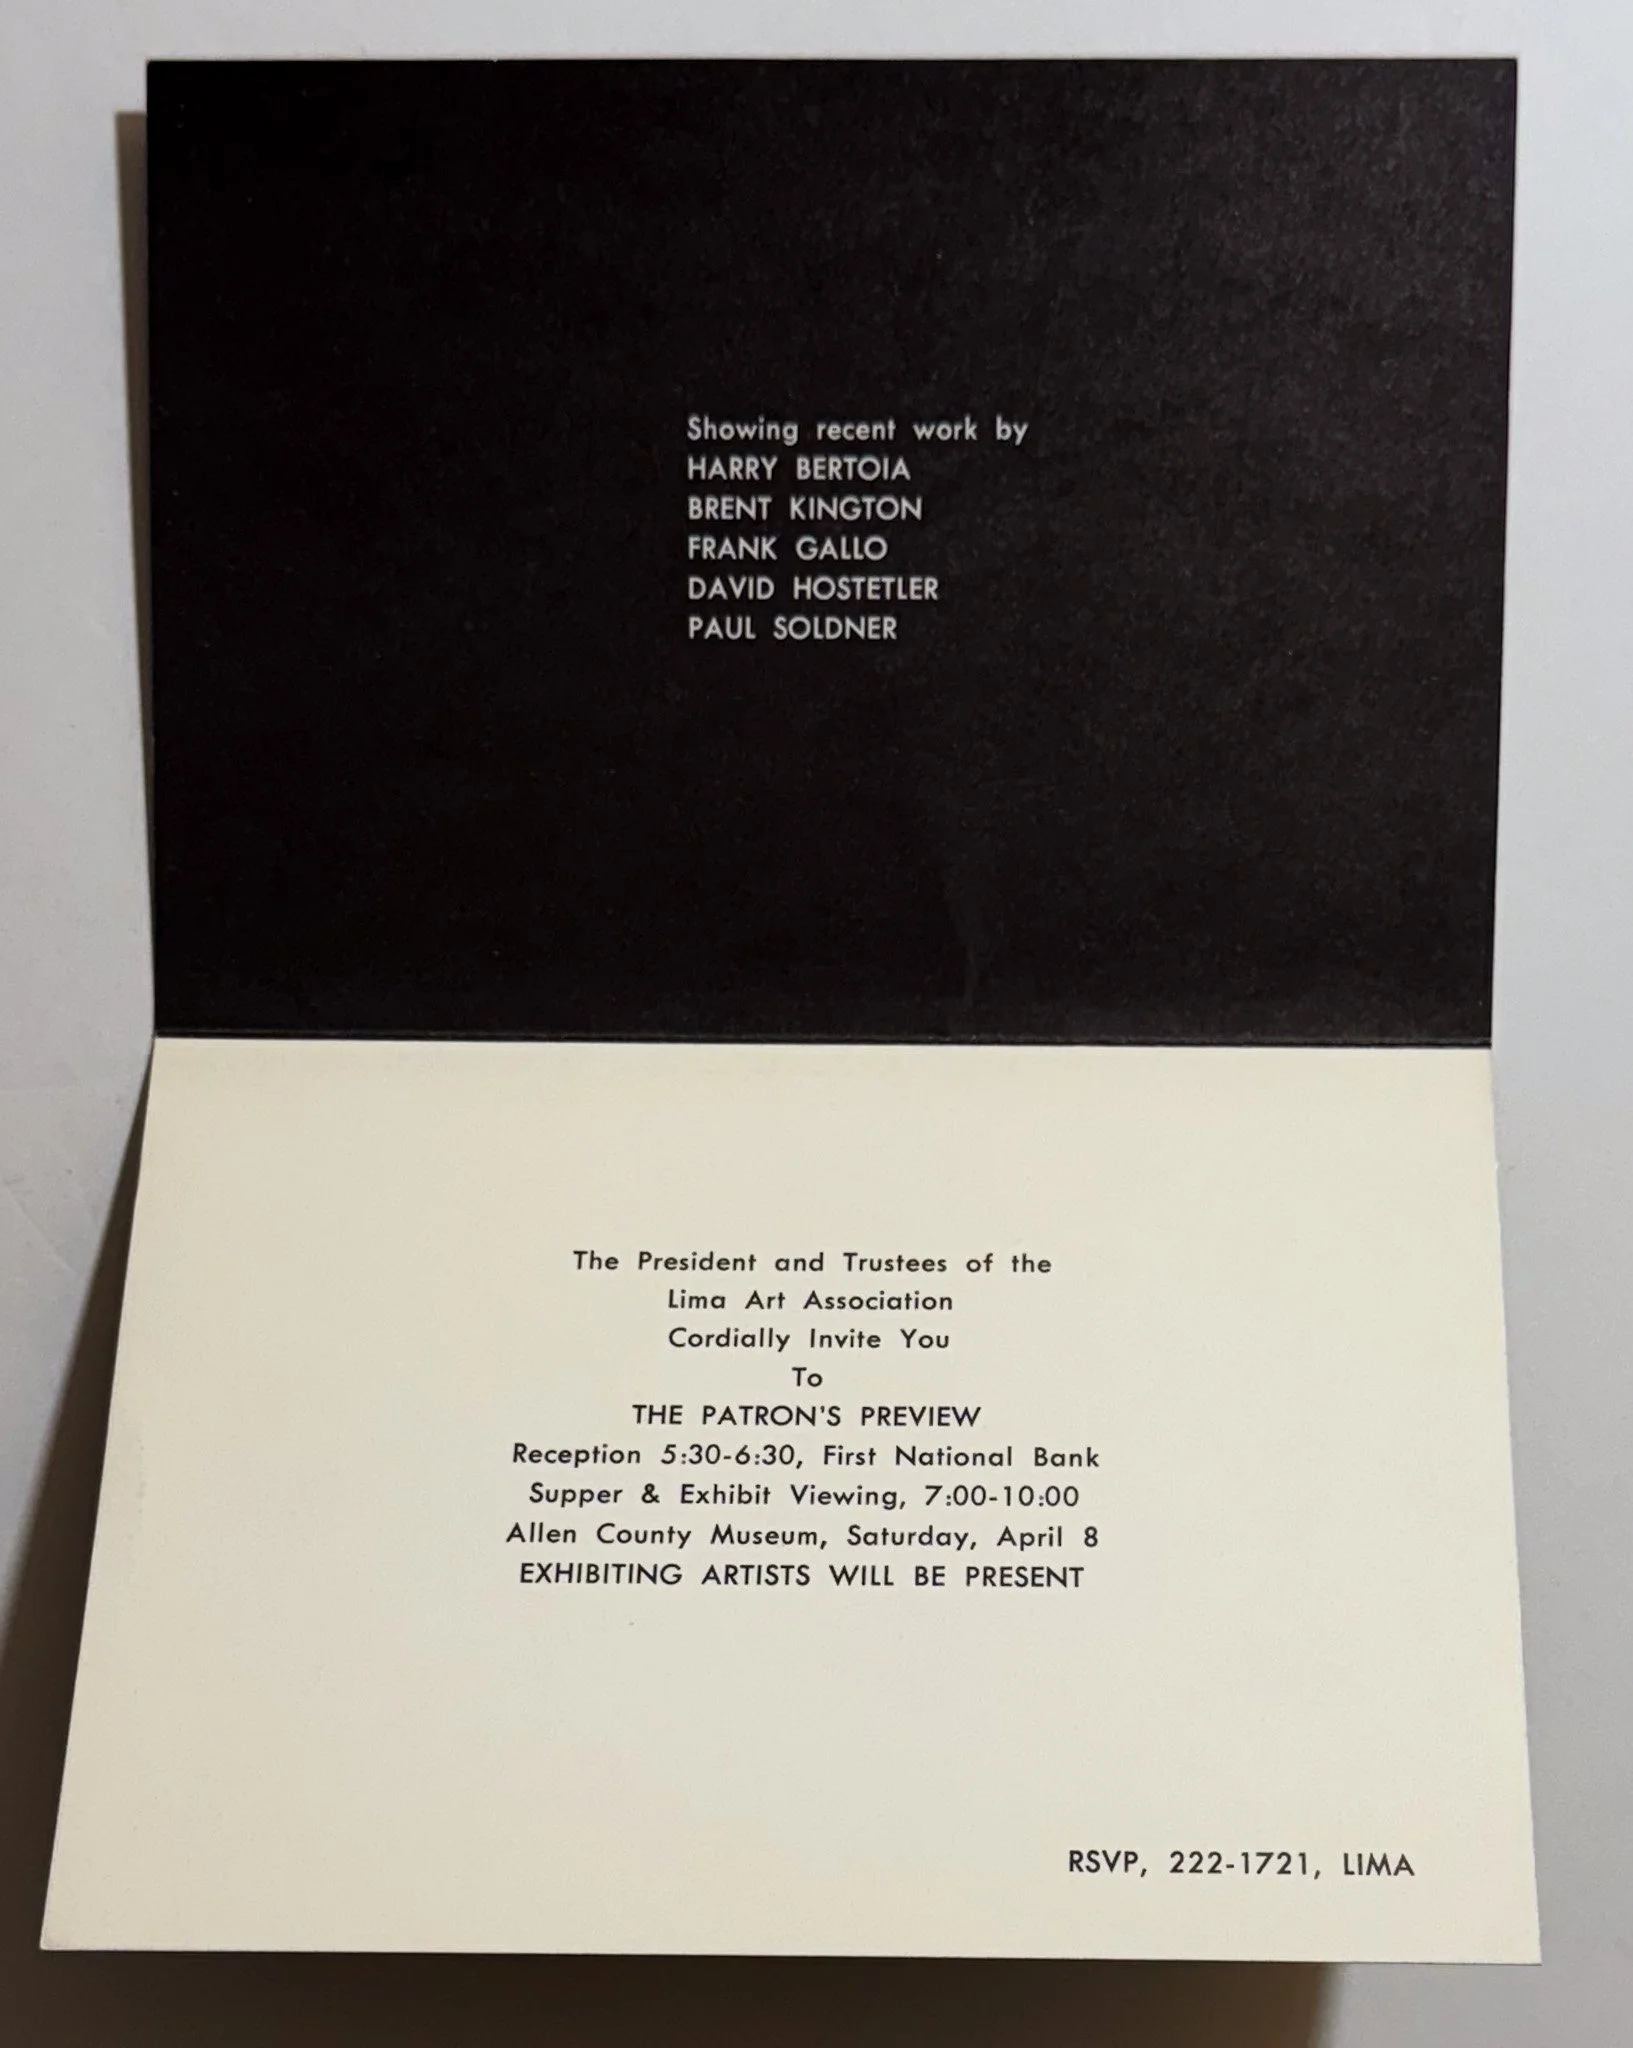 Showing recent work by
HARRY BERTOIA
BRENT KINGTON
FRANK GALLO
DAVID HOSTETLER
PAUL SOLDNER
The President and Trustees of the
Lima Art Association
Cordially Invite You
To
THE PATRON'S PREVIEW
Reception 5:30-6:30, First National Bank
Supper & Exhibit Viewing, 7:00-10:00
Allen County Museum, Saturday, April 8
EXHIBITING ARTISTS WILL BE PRESENT
RSVP, 222-1721, LIMA